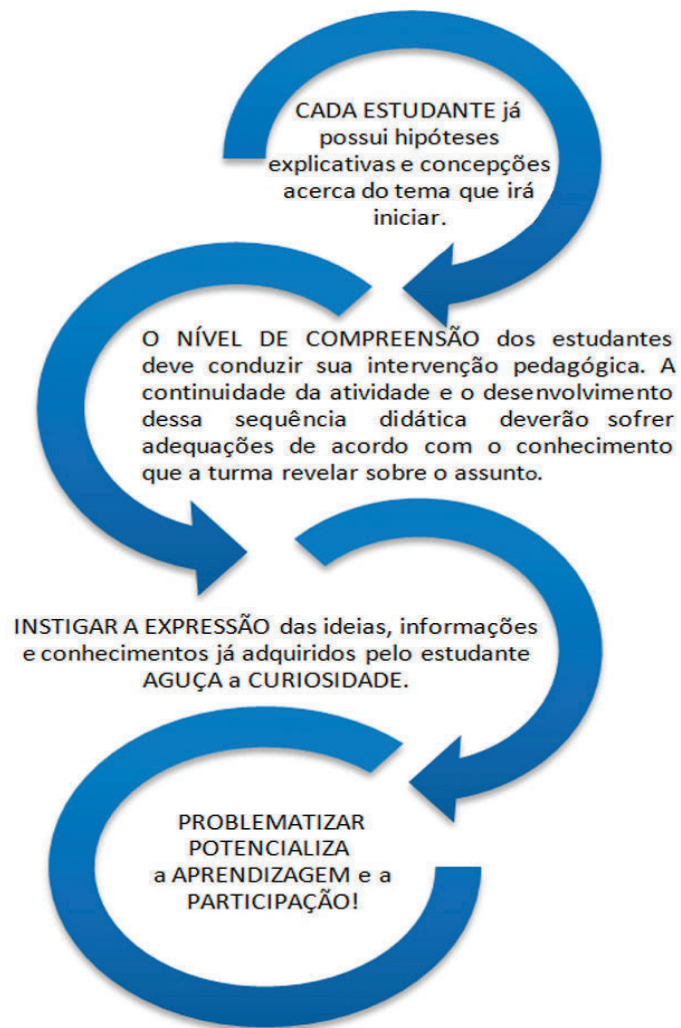 CADA ESTUDANTE já
possui hipóteses
explicativas e concepções
acerca do tema que irá
iniciar.
O NÍVEL DE COMPREENSÃO dos estudantes
deve conduzir sua intervenção pedagógica. A
continuidade da atividade e o desenvolvimento
dessa sequência didática deverão sofrer
adequações de acordo com o conhecimento
que a turma revelar sobre o assunto.
INSTIGAR A EXPRESSÃO das ideias, informações
e conhecimentos já adquiridos pelo estudante
AGUÇA a CURIOSIDADE.
PROBLEMATIZAR
POTENCIALIZA
a APRENDIZAGEM e a
PARTICIPAÇÃO!